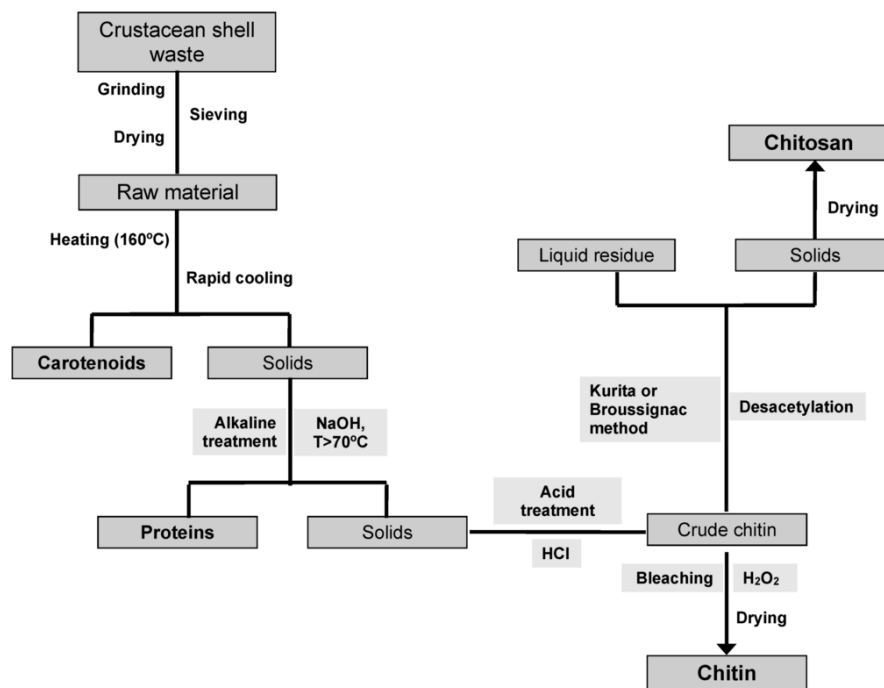 Crustacean shell
waste
Grinding
Sieving
Drying
Raw material
Heating (160ºC)
Rapid cooling
Carotenoids
Solids
Alkaline
treatment
NaOH,
T>70ºC
Proteins
Solids
Acid
treatment
HCl
Crude chitin
Kurita or
Broussignac
method
Desacetylation
Liquid residue
Solids
Drying
Chitosan
Bleaching
H₂O₂
Drying
Chitin